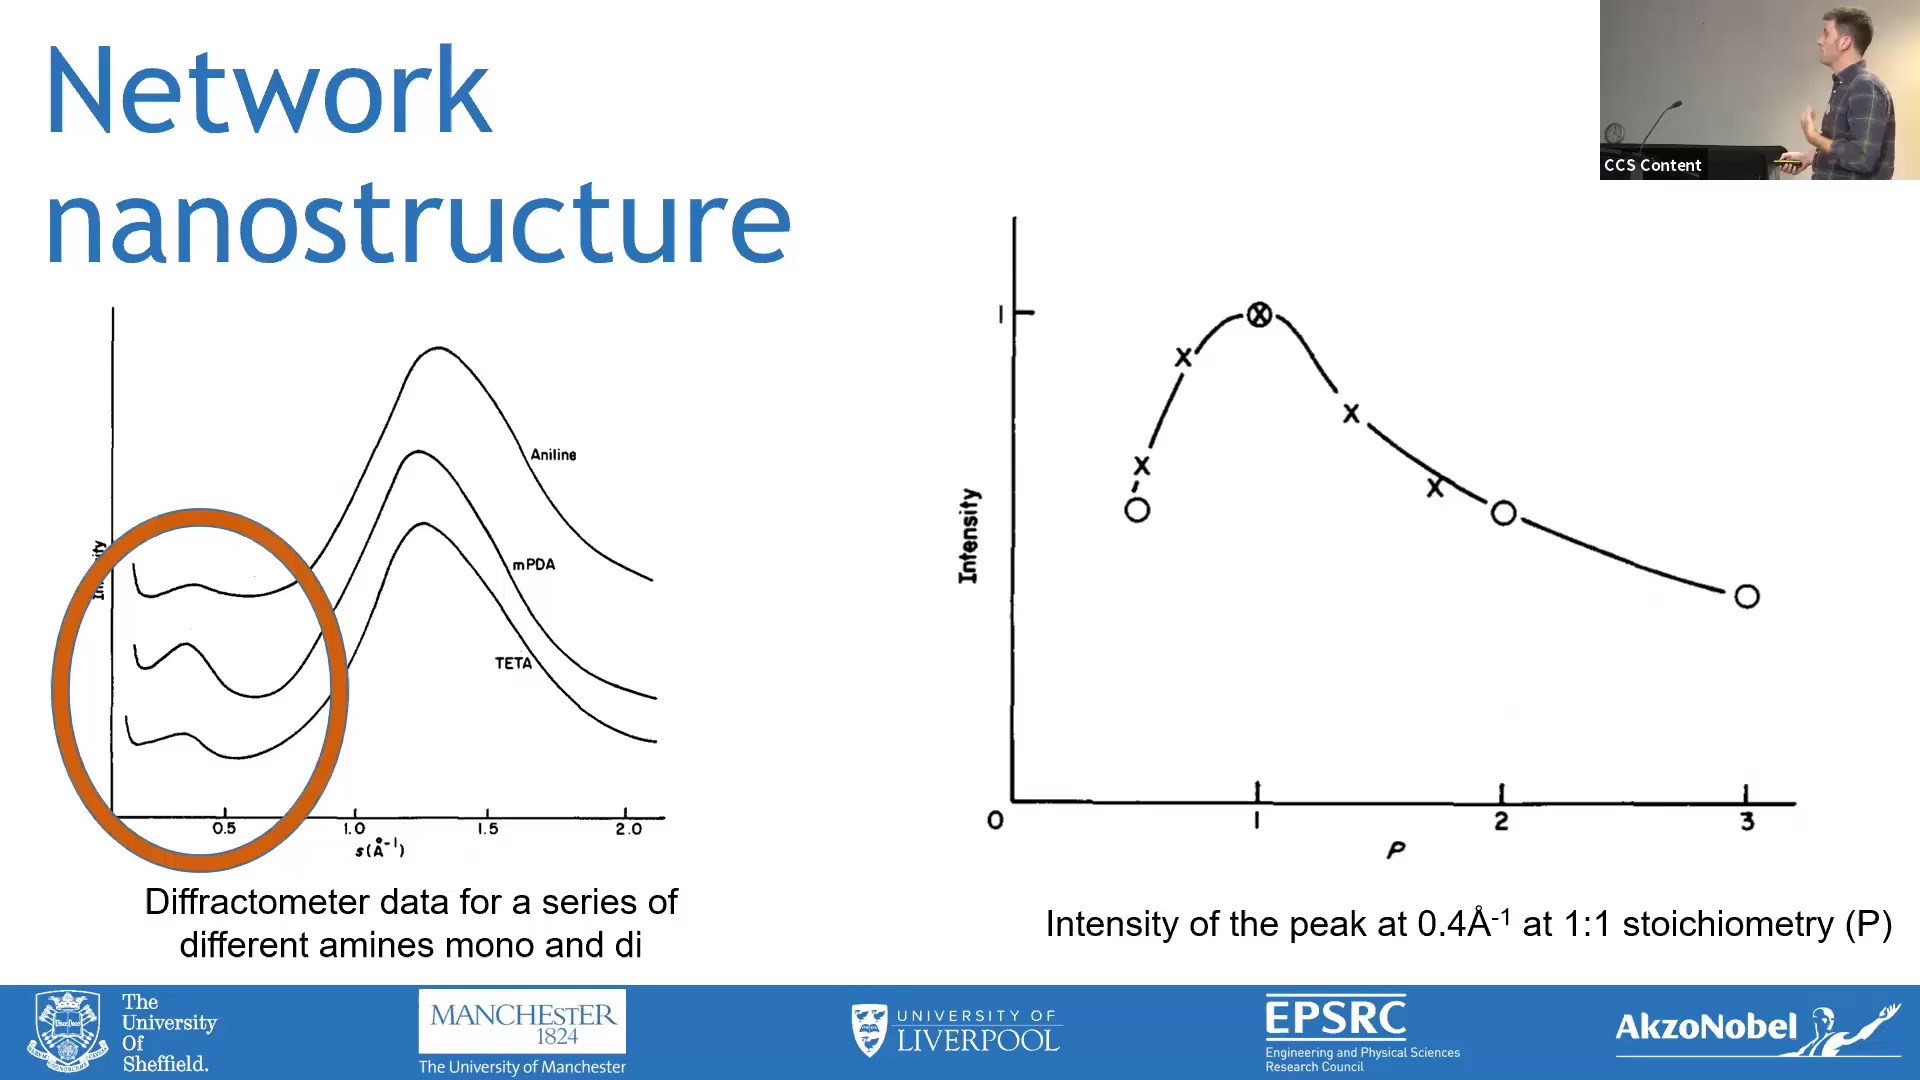 Network
nanostructure
CCS Content
Intensity
Aniline
mPDA
TETA
0.5
1.0
1.5
2.0
s(Å⁻¹)
Diffractometer data for a series of
different amines mono and di
1
Intensity
0
1
2
3
P
Intensity of the peak at 0.4Å⁻¹ at 1:1 stoichiometry (P)
The
University
Of
Sheffield.
MANCHESTER
1824
The University of Manchester
UNIVERSITY OF
LIVERPOOL
EPSRC
Engineering and Physical Sciences
Research Council
AkzoNobel